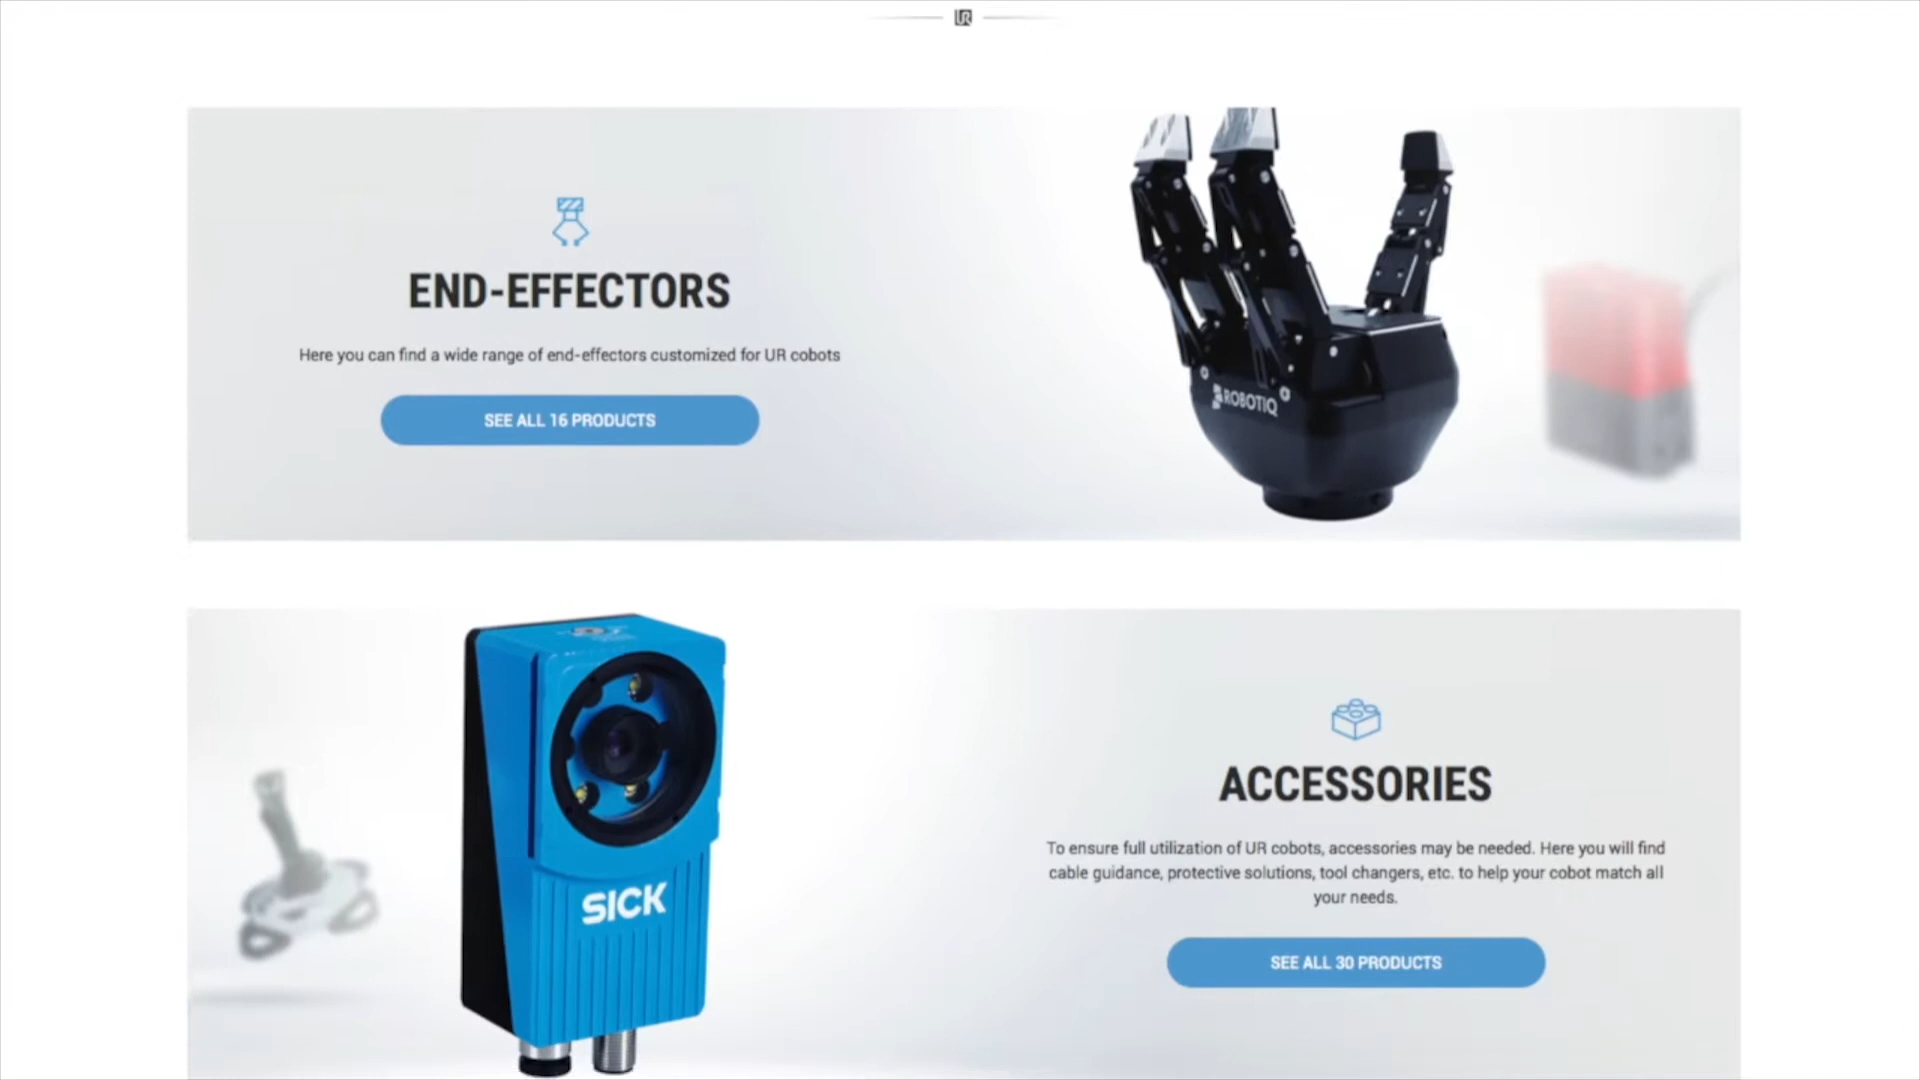 UR
END-EFFECTORS
Here you can find a wide range of end-effectors customized for UR cobots
SEE ALL 16 PRODUCTS
ROBOTIQ
SICK
ACCESSORIES
To ensure full utilization of UR cobots, accessories may be needed. Here you will find
cable guidance, protective solutions, tool changers, etc. to help your cobot match all
your needs.
SEE ALL 30 PRODUCTS